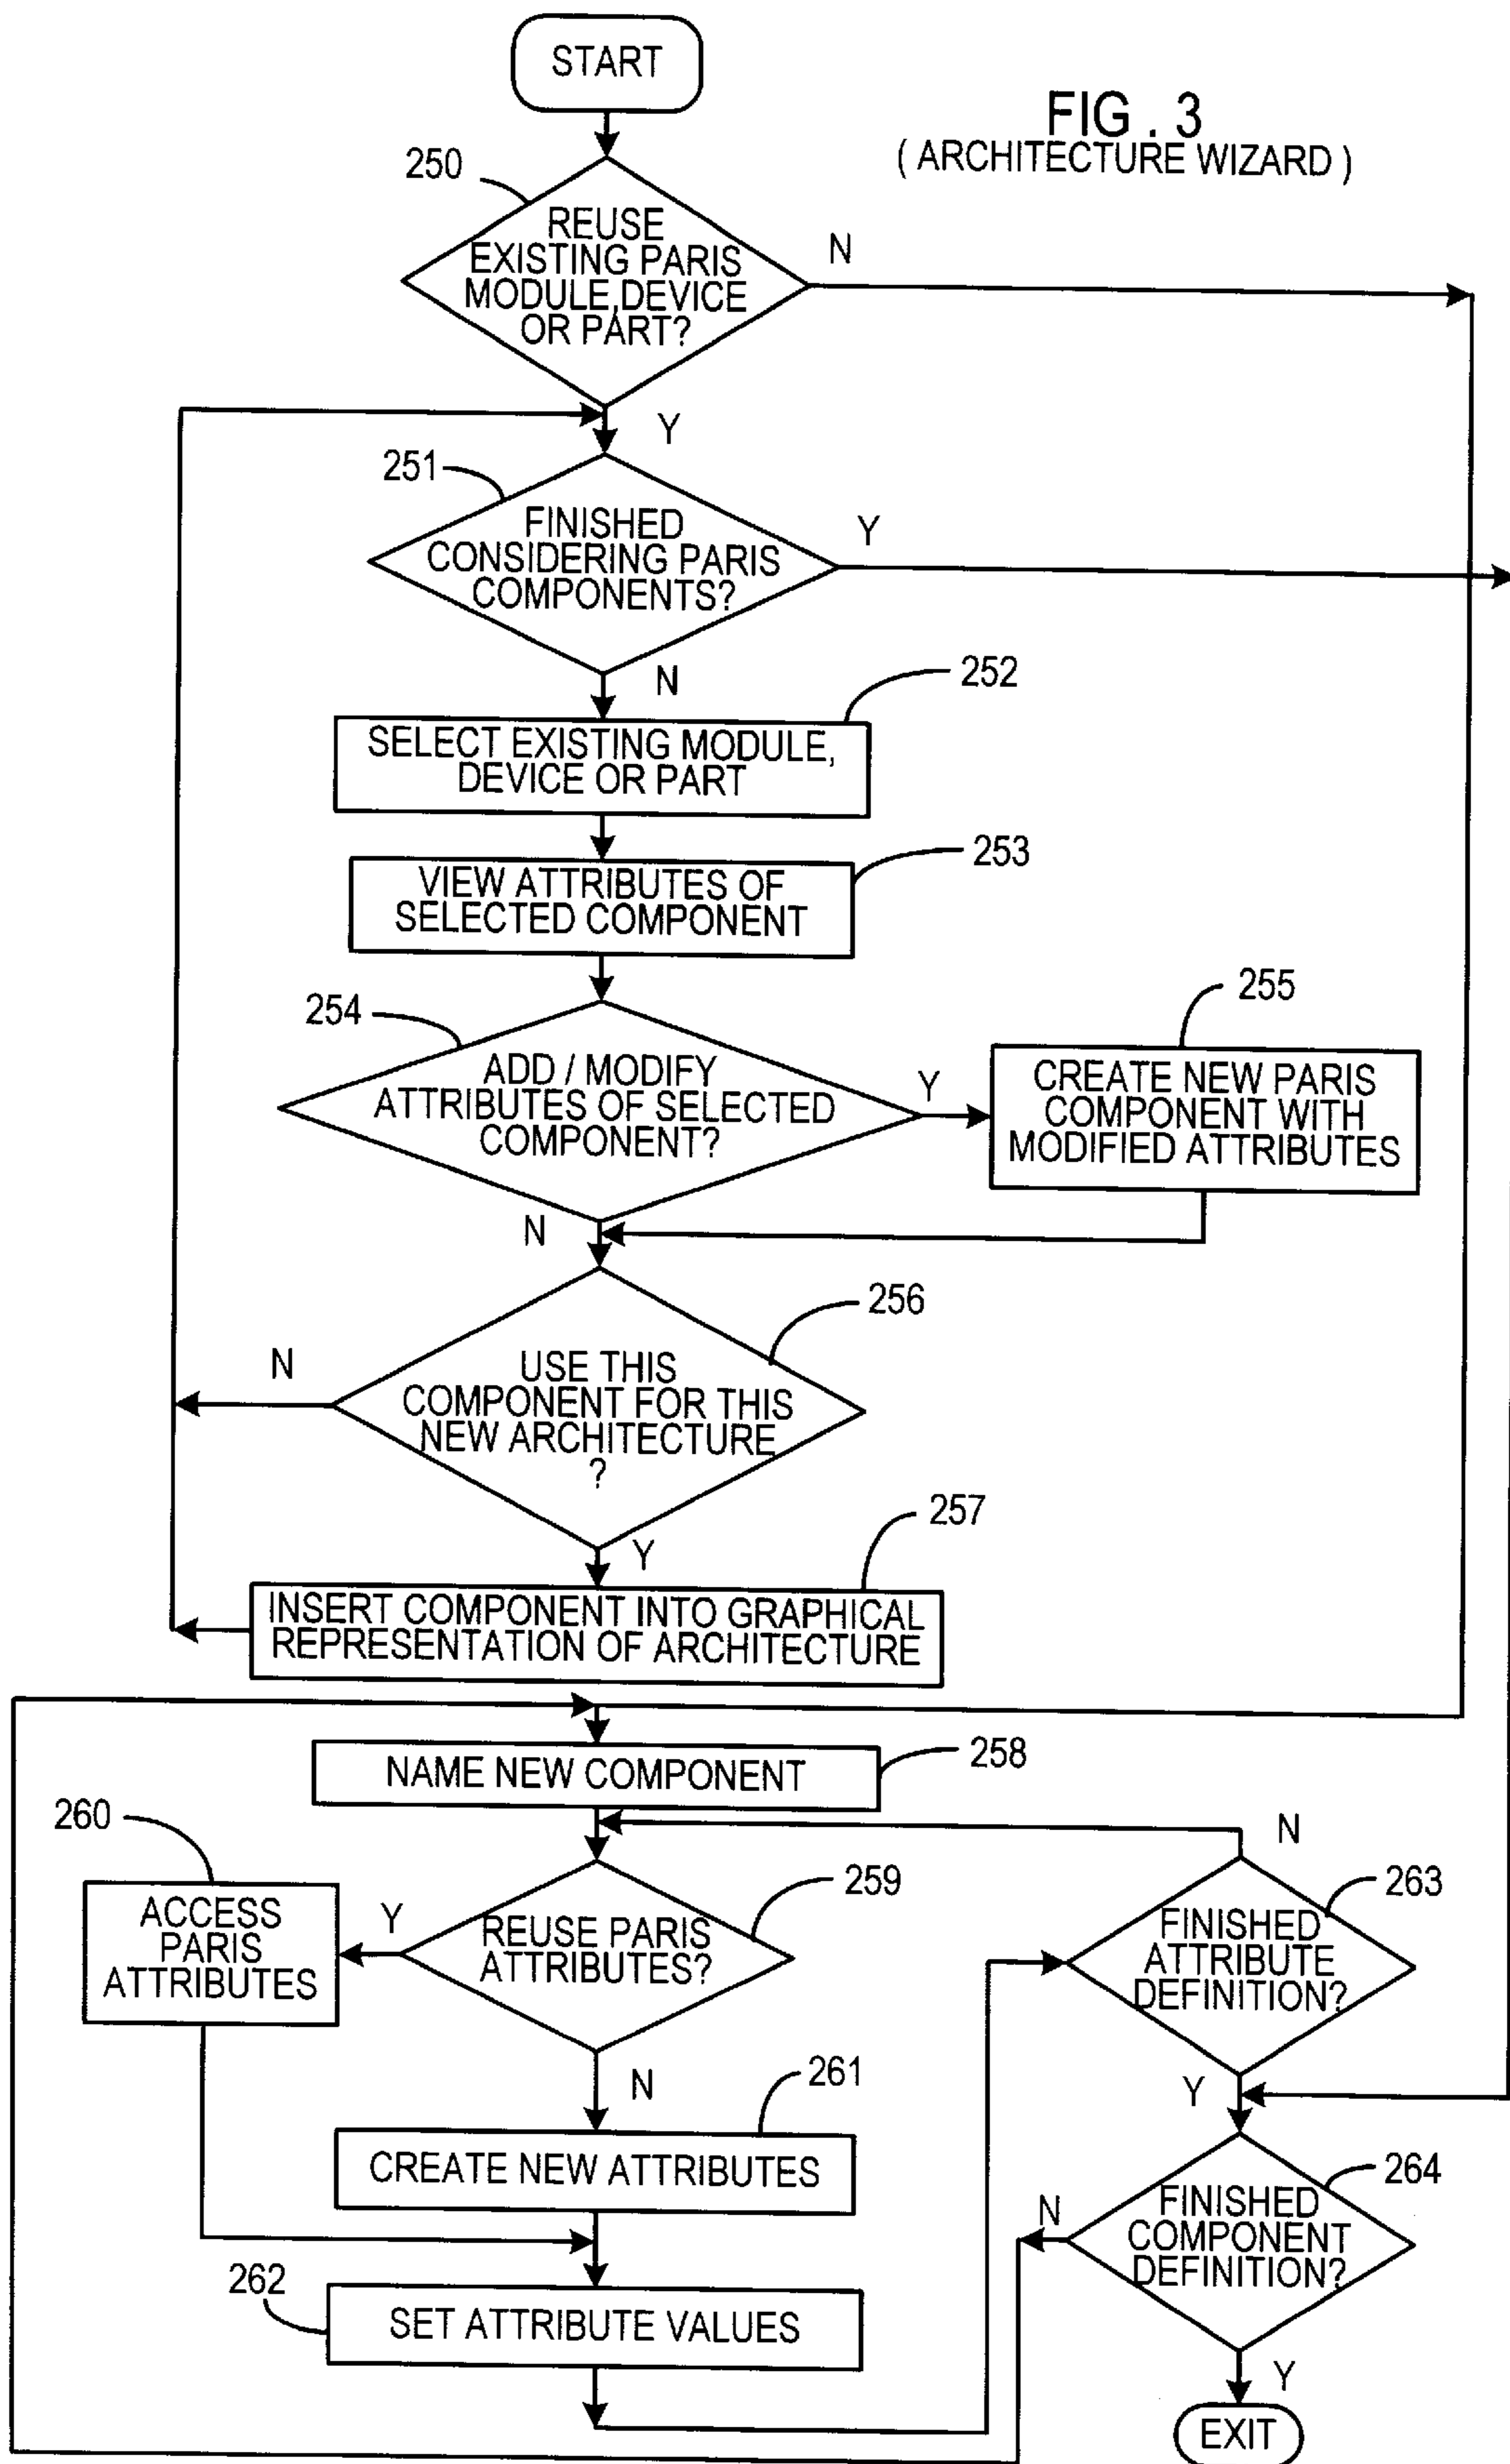 START
FIG . 3
( ARCHITECTURE WIZARD )
250
REUSE
EXISTING PARIS
MODULE,DEVICE
OR PART?
N
Y
251
FINISHED
CONSIDERING PARIS
COMPONENTS?
Y
N
252
SELECT EXISTING MODULE,
DEVICE OR PART
253
VIEW ATTRIBUTES OF
SELECTED COMPONENT
254
ADD / MODIFY
ATTRIBUTES OF SELECTED
COMPONENT?
Y
255
CREATE NEW PARIS
COMPONENT WITH
MODIFIED ATTRIBUTES
N
256
USE THIS
COMPONENT FOR THIS
NEW ARCHITECTURE
?
N
Y
257
INSERT COMPONENT INTO GRAPHICAL
REPRESENTATION OF ARCHITECTURE
258
NAME NEW COMPONENT
260
ACCESS
PARIS
ATTRIBUTES
Y
259
REUSE PARIS
ATTRIBUTES?
N
N
263
FINISHED
ATTRIBUTE
DEFINITION?
Y
261
CREATE NEW ATTRIBUTES
264
FINISHED
COMPONENT
DEFINITION?
N
262
SET ATTRIBUTE VALUES
Y
EXIT